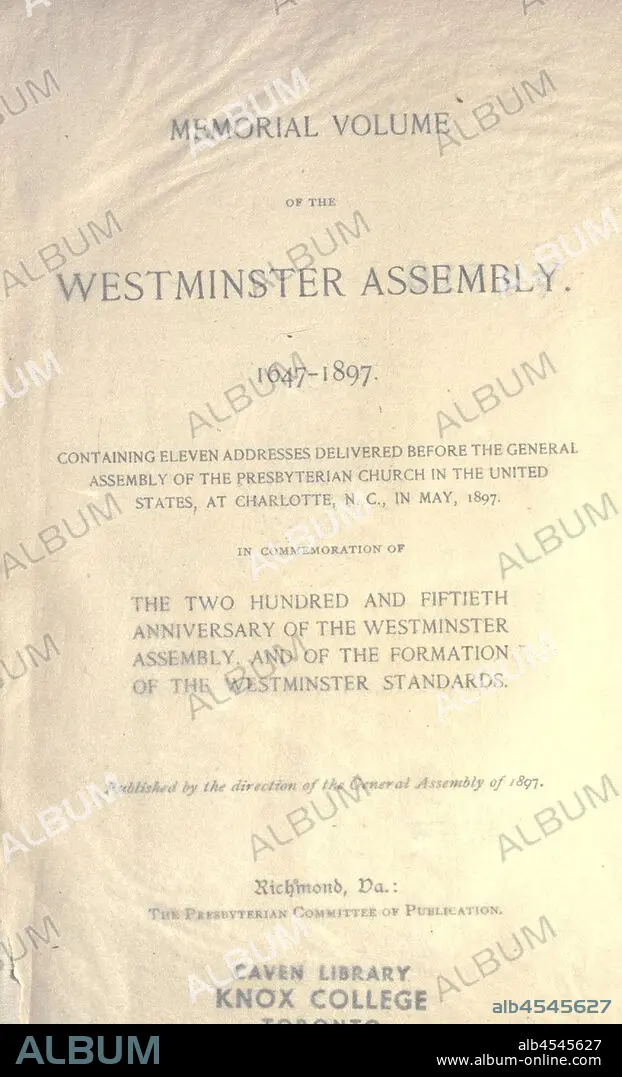 MEMORIAL VOLUME
OF THE
WESTMINSTER ASSEMBLY.
1647-1897.
CONTAINING ELEVEN ADDRESSES DELIVERED BEFORE THE GENERAL
ASSEMBLY OF THE PRESBYTERIAN CHURCH IN THE UNITED
STATES, AT CHARLOTTE, N. C., IN MAY, 1897.
IN COMMEMORATION OF
THE TWO HUNDRED AND FIFTIETH
ANNIVERSARY OF THE WESTMINSTER
ASSEMBLY, AND OF THE FORMATION
OF THE WESTMINSTER STANDARDS.
Published by the direction of the General Assembly of 1897.
Richmond, Va.:
THE PRESBYTERIAN COMMITTEE OF PUBLICATION.
CAVEN LIBRARY
KNOX COLLEGE
TORONTO
alb4545627
ALBUM
alb4545627
www.album-online.com